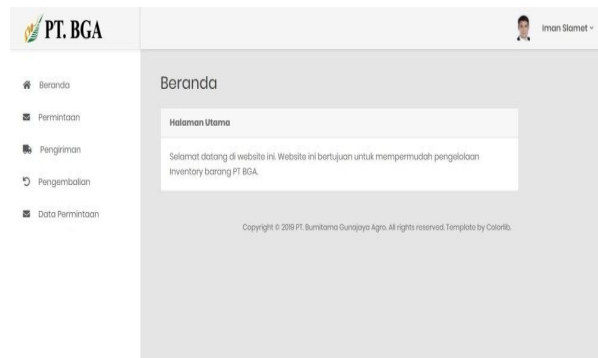 PT. BGA
Iman Slamet
Beranda
Permintaan
Pengiriman
Pengembalian
Data Permintaan
Beranda
Halaman Utama
Selamat datang di website ini. Website ini bertujuan untuk mempermudah pengelolaan
Inventory barang PT BGA.
Copyright © 2019 PT. Bumitama Gunajaya Agro. All rights reserved. Template by Colorlib.